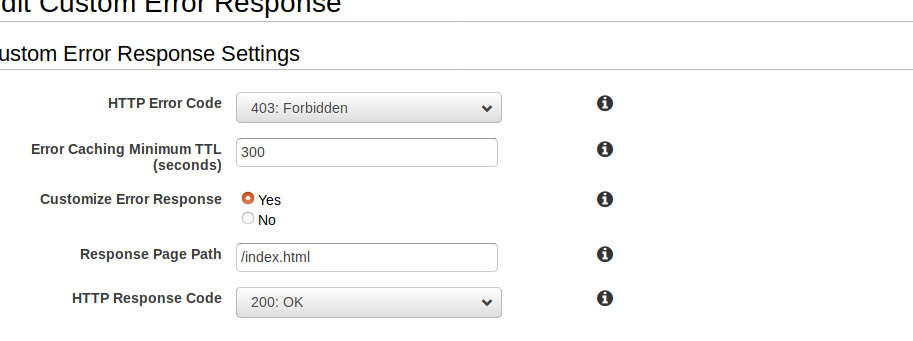 dit Custom Error Response
ustom Error Response Settings
HTTP Error Code 403: Forbidden
Error Caching Minimum TTL
(seconds) 300
Customize Error Response Yes
No
Response Page Path /index.html
HTTP Response Code 200: OK